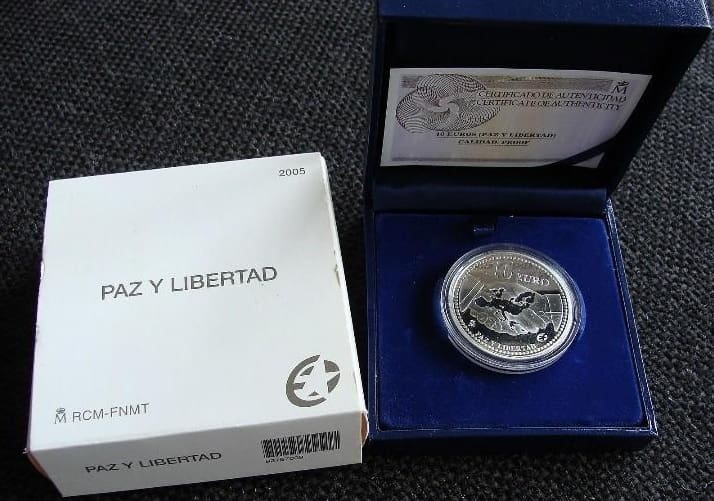 2005
PAZ Y LIBERTAD
M RCM-FNMT
PAZ Y LIBERTAD
M
CERTIFICADO DE AUTENTICIDAD
CERTIFICATE OF AUTHENTICITY
10 EUROS (PAZ Y LIBERTAD)
CALIDAD: PROOF
10 EURO
PAZ Y LIBERTAD